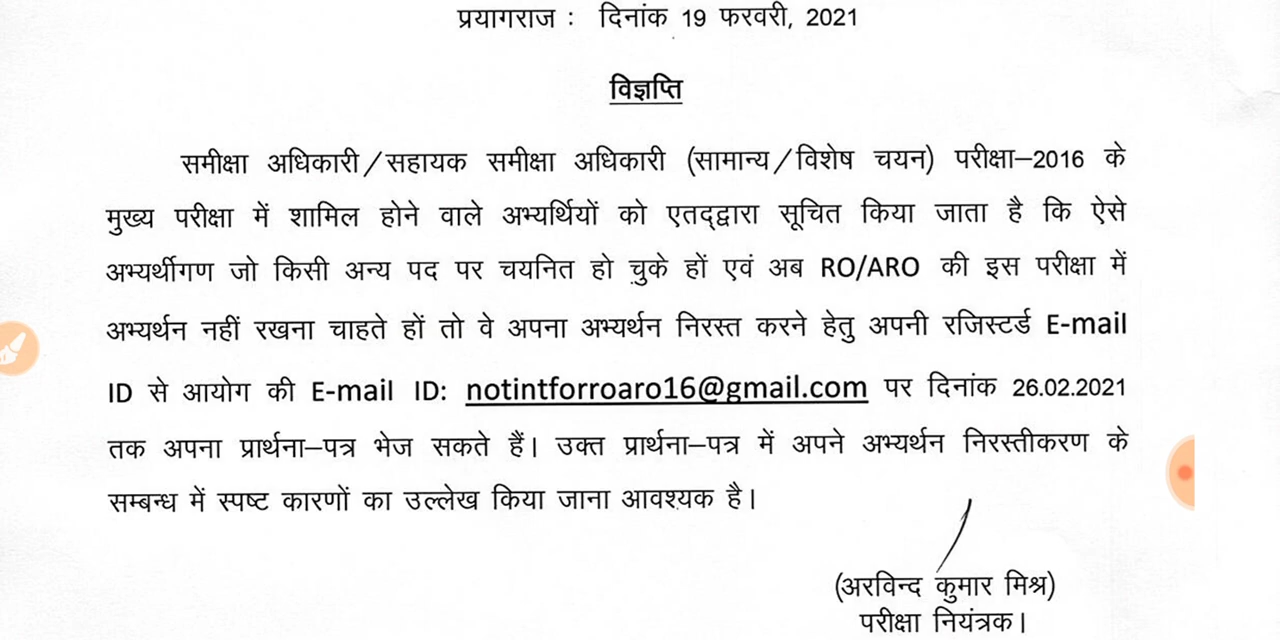 प्रयागराज : दिनांक 19 फरवरी, 2021
विज्ञप्ति
समीक्षा अधिकारी/सहायक समीक्षा अधिकारी (सामान्य/विशेष चयन) परीक्षा–2016 के
मुख्य परीक्षा में शामिल होने वाले अभ्यर्थियों को एतद्द्वारा सूचित किया जाता है कि ऐसे
अभ्यर्थीगण जो किसी अन्य पद पर चयनित हो चुके हों एवं अब RO/ARO की इस परीक्षा में
अभ्यर्थन नहीं रखना चाहते हों तो वे अपना अभ्यर्थन निरस्त करने हेतु अपनी रजिस्टर्ड E-mail
ID से आयोग की E-mail ID: notintforroaro16@gmail.com पर दिनांक 26.02.2021
तक अपना प्रार्थना–पत्र भेज सकते हैं। उक्त प्रार्थना–पत्र में अपने अभ्यर्थन निरस्तीकरण के
सम्बन्ध में स्पष्ट कारणों का उल्लेख किया जाना आवश्यक है।
(अरविन्द कुमार मिश्र)
परीक्षा नियंत्रक।